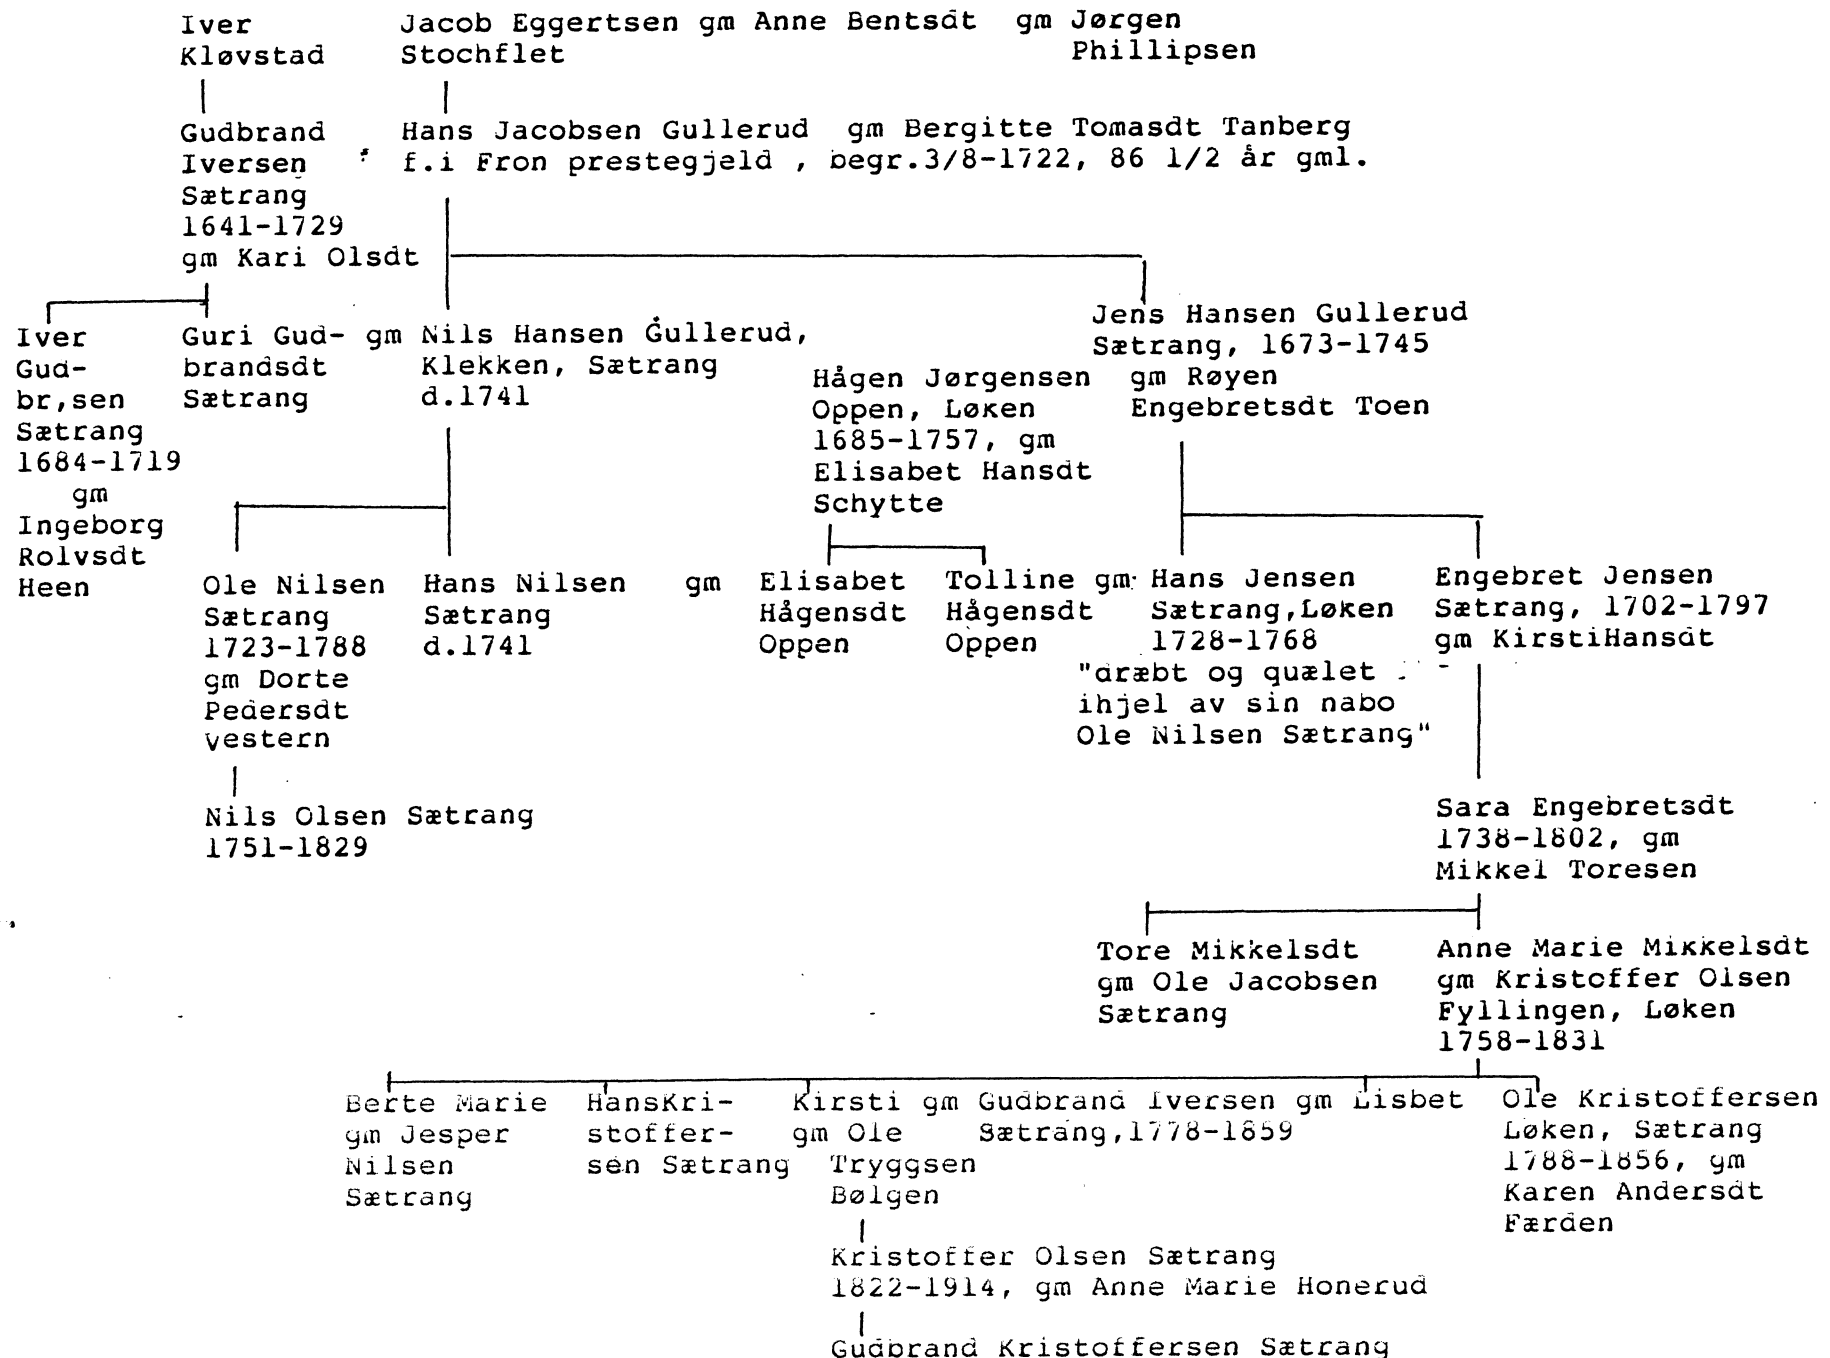 Iver
Kløvstad
Jacob Eggertsen gm Anne Bentsdt gm Jørgen
Stochflet
Phillipsen
Gudbrand
Iversen
Sætrang
1641-1729
gm Kari Olsdt
Hans Jacobsen Gullerud gm Bergitte Tomasdt Tanberg
f.i Fron prestegjeld , begr.3/8-1722, 86 1/2 år gml.
Iver
Gud-
br,sen
Sætrang
1684-1719
gm
Ingeborg
Rolvsdt
Heen
Guri Gud- gm Nils Hansen Gullerud,
brandsdt
Sætrang
Klekken, Sætrang
d.1741
Hågen Jørgensen
Oppen, Løken
1685-1757, gm
Elisabet Hansdt
Schytte
Jens Hansen Gullerud
Sætrang, 1673-1745
gm Røyen
Engebretsdt Toen
Ole Nilsen
Sætrang
1723-1788
gm Dorte
Pedersdt
vestern
Hans Nilsen gm
Sætrang
d.1741
Elisabet
Hågensdt
Oppen
Tolline gm
Hågensdt
Oppen
Hans Jensen
Sætrang,Løken
1728-1768
"dræbt og quælet
ihjel av sin nabo
Ole Nilsen Sætrang"
Engebret Jensen
Sætrang, 1702-1797
gm KirstiHansdt
Nils Olsen Sætrang
1751-1829
Sara Engebretsdt
1738-1802, gm
Mikkel Toresen
Tore Mikkelsdt
gm Ole Jacobsen
Sætrang
Anne Marie Mikkelsdt
gm Kristoffer Olsen
Fyllingen, Løken
1758-1831
Berte Marie
gm Jesper
Nilsen
Sætrang
HansKri-
stoffer-
sen Sætrang
Kirsti gm Gudbrand Iversen gm Lisbet
gm Ole
Tryggsen
Bølgen
Sætrang,1778-1859
Ole Kristoffersen
Løken, Sætrang
1788-1856, gm
Karen Andersdt
Færden
Kristoffer Olsen Sætrang
1822-1914, gm Anne Marie Honerud
Gudbrand Kristoffersen Sætrang